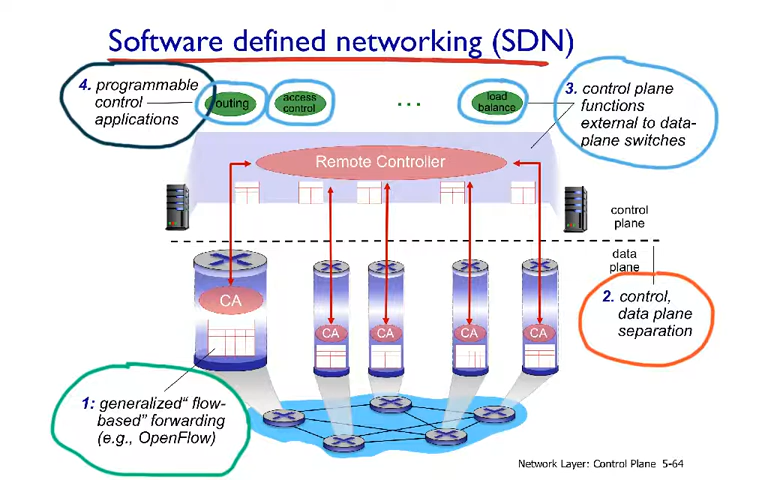 Software defined networking (SDN)
4. programmable
control
applications
routing
access
control
...
load
balance
3. control plane
functions
external to data-
plane switches
Remote Controller
control
plane
data
plane
CA
CA
CA
CA
CA
2. control,
data plane
separation
1: generalized“ flow-
based” forwarding
(e.g., OpenFlow)
Network Layer: Control Plane 5-64